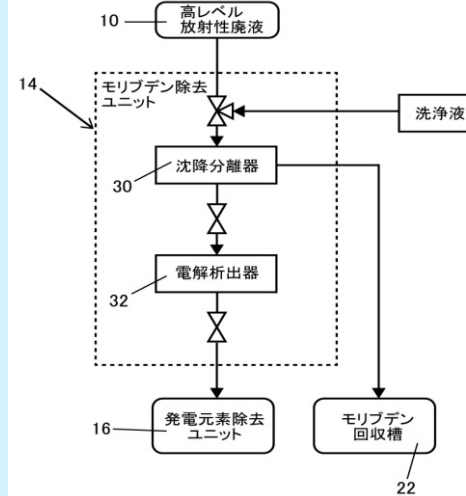 10
高レベル
放射性廃液
14
モリブデン除去
ユニット
洗浄液
沈降分離器
30
電解析出器
32
16
発電元素除去
ユニット
モリブデン
回収槽
22